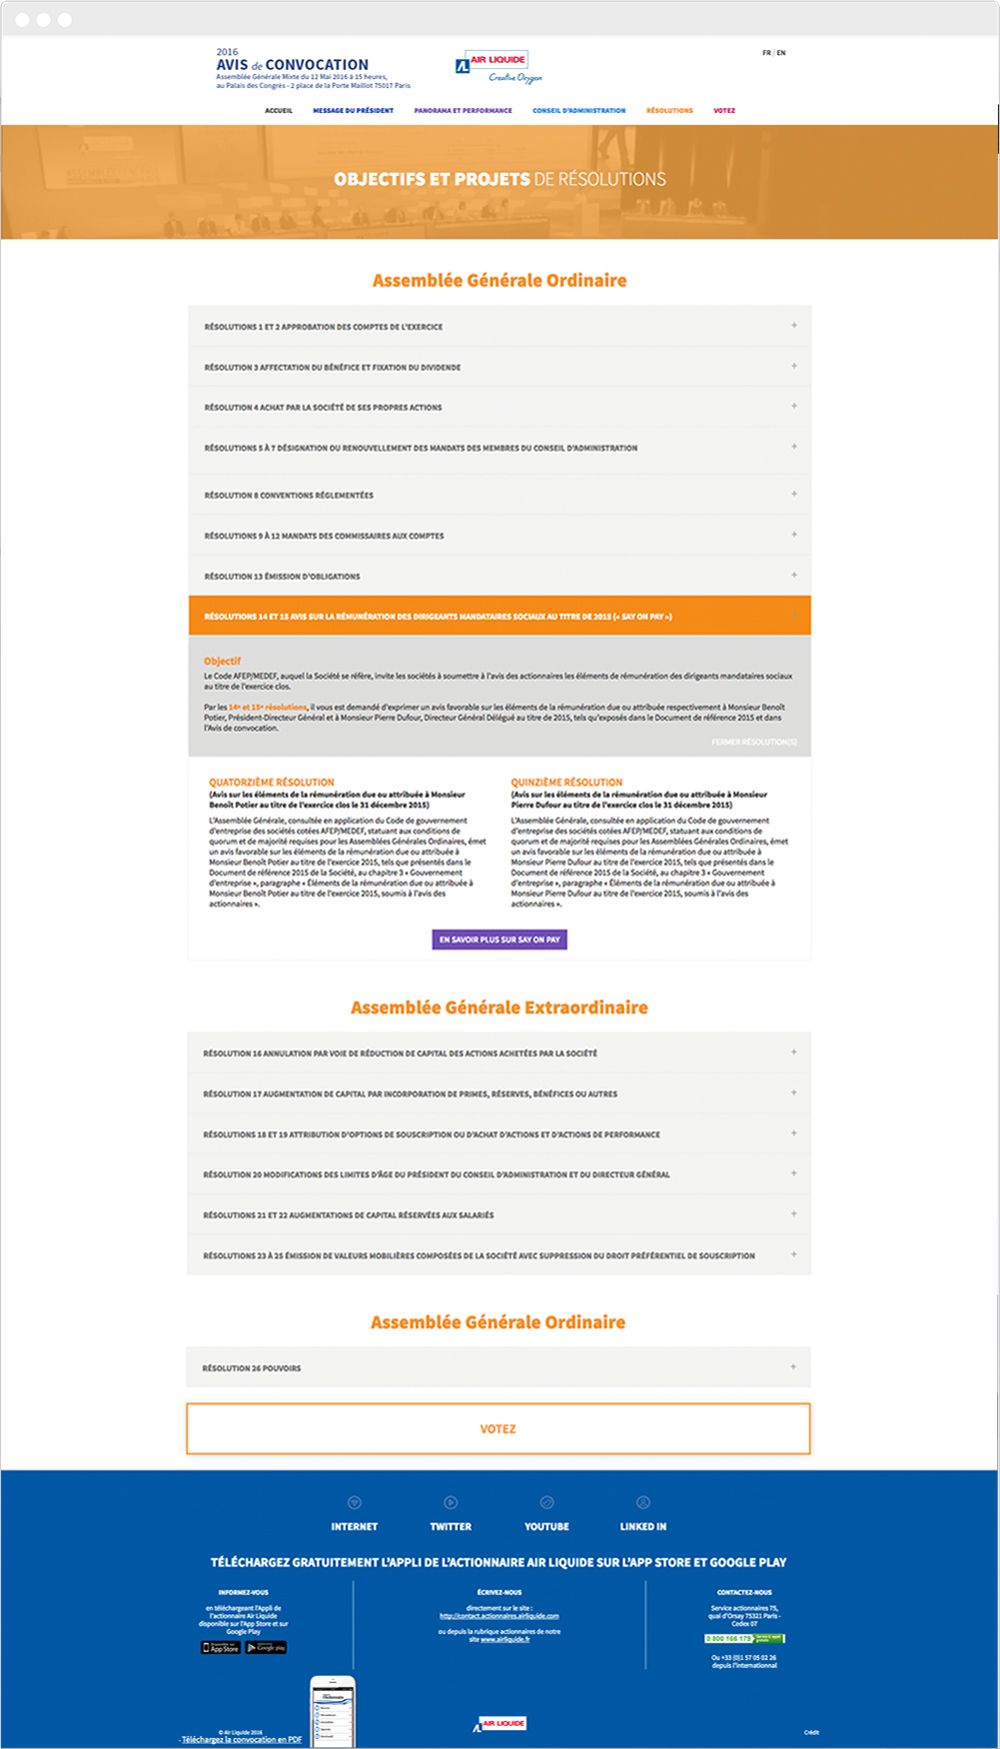 2016
AVIS de CONVOCATION
Assemblée Générale Mixte du 12 Mai 2016 à 15 heures,
au Palais des Congrès - 2 place de la Porte Maillot 75017 Paris
AIR LIQUIDE
Creative Oxygen
FR / EN
ACCUEIL MESSAGE DU PRÉSIDENT PANORAMA ET PERFORMANCE CONSEIL D'ADMINISTRATION RÉSOLUTIONS VOTEZ
OBJECTIFS ET PROJETS DE RÉSOLUTIONS
Assemblée Générale Ordinaire
RÉSOLUTIONS 1 ET 2 APPROBATION DES COMPTES DE L'EXERCICE +
RÉSOLUTION 3 AFFECTATION DU BÉNÉFICE ET FIXATION DU DIVIDENDE +
RÉSOLUTION 4 ACHAT PAR LA SOCIÉTÉ DE SES PROPRES ACTIONS +
RÉSOLUTIONS 5 À 7 DÉSIGNATION OU RENOUVELLEMENT DES MANDATS DES MEMBRES DU CONSEIL D'ADMINISTRATION +
RÉSOLUTION 8 CONVENTIONS RÉGLEMENTÉES +
RÉSOLUTIONS 9 À 12 MANDATS DES COMMISSAIRES AUX COMPTES +
RÉSOLUTION 13 ÉMISSION D'OBLIGATIONS +
RÉSOLUTIONS 14 ET 15 AVIS SUR LA RÉMUNÉRATION DES DIRIGEANTS MANDATAIRES SOCIAUX AU TITRE DE 2015 (« SAY ON PAY »)
Objectif
Le Code AFEP/MEDEF, auquel la Société se réfère, invite les sociétés à soumettre à l'avis des actionnaires les éléments de rémunération des dirigeants mandataires sociaux
au titre de l'exercice clos.
Par les 14e et 15e résolutions, il vous est demandé d'exprimer un avis favorable sur les éléments de la rémunération due ou attribuée respectivement à Monsieur Benoît
Potier, Président-Directeur Général et à Monsieur Pierre Dufour, Directeur Général Délégué au titre de 2015, tels qu'exposés dans le Document de référence 2015 et dans
l'Avis de convocation.
FERMER RÉSOLUTION(S)
QUATORZIÈME RÉSOLUTION
(Avis sur les éléments de la rémunération due ou attribuée à Monsieur
Benoît Potier au titre de l'exercice clos le 31 décembre 2015)
L'Assemblée Générale, consultée en application du Code de gouvernement
d'entreprise des sociétés cotées AFEP/MEDEF, statuant aux conditions de
quorum et de majorité requises pour les Assemblées Générales Ordinaires, émet
un avis favorable sur les éléments de la rémunération due ou attribuée à
Monsieur Benoît Potier au titre de l'exercice 2015, tels que présentés dans le
Document de référence 2015 de la Société, au chapitre 3 « Gouvernement
d'entreprise », paragraphe « Éléments de la rémunération due ou attribuée à
Monsieur Benoît Potier au titre de l'exercice 2015, soumis à l'avis des
actionnaires ».
QUINZIÈME RÉSOLUTION
(Avis sur les éléments de la rémunération due ou attribuée à Monsieur
Pierre Dufour au titre de l'exercice clos le 31 décembre 2015)
L'Assemblée Générale, consultée en application du Code de gouvernement
d'entreprise des sociétés cotées AFEP/MEDEF, statuant aux conditions de
quorum et de majorité requises pour les Assemblées Générales Ordinaires, émet
un avis favorable sur les éléments de la rémunération due ou attribuée à
Monsieur Pierre Dufour au titre de l'exercice 2015, tels que présentés dans le
Document de référence 2015 de la Société, au chapitre 3 « Gouvernement
d'entreprise », paragraphe « Éléments de la rémunération due ou attribuée à
Monsieur Pierre Dufour au titre de l'exercice 2015, soumis à l'avis des
actionnaires ».
EN SAVOIR PLUS SUR SAY ON PAY
Assemblée Générale Extraordinaire
RÉSOLUTION 16 ANNULATION PAR VOIE DE RÉDUCTION DE CAPITAL DES ACTIONS ACHETÉES PAR LA SOCIÉTÉ +
RÉSOLUTION 17 AUGMENTATION DE CAPITAL PAR INCORPORATION DE PRIMES, RÉSERVES, BÉNÉFICES OU AUTRES +
RÉSOLUTIONS 18 ET 19 ATTRIBUTION D'OPTIONS DE SOUSCRIPTION OU D'ACHAT D'ACTIONS ET D'ACTIONS DE PERFORMANCE +
RÉSOLUTION 20 MODIFICATIONS DES LIMITES D'ÂGE DU PRÉSIDENT DU CONSEIL D'ADMINISTRATION ET DU DIRECTEUR GÉNÉRAL +
RÉSOLUTIONS 21 ET 22 AUGMENTATIONS DE CAPITAL RÉSERVÉES AUX SALARIÉS +
RÉSOLUTIONS 23 À 25 ÉMISSION DE VALEURS MOBILIÈRES COMPOSÉES DE LA SOCIÉTÉ AVEC SUPPRESSION DU DROIT PRÉFÉRENTIEL DE SOUSCRIPTION +
Assemblée Générale Ordinaire
RÉSOLUTION 26 POUVOIRS +
VOTEZ
INTERNET TWITTER YOUTUBE LINKED IN
TÉLÉCHARGEZ GRATUITEMENT L'APPLI DE L'ACTIONNAIRE AIR LIQUIDE SUR L'APP STORE ET GOOGLE PLAY
INFORMEZ-VOUS
en téléchargeant l'Appli de
l'actionnaire Air Liquide
disponible sur l'App Store et sur
Google Play
App Store Google play
ÉCRIVEZ-NOUS
directement sur le site :
http://contact.actionnaires.airliquide.com
ou depuis la rubrique actionnaires de notre
site www.airliquide.fr
CONTACTEZ-NOUS
Service actionnaires 75,
quai d'Orsay 75321 Paris -
Cedex 07
0 800 166 179 Service & appel
gratuits
Ou +33 (0)1 57 05 02 26
depuis l'international
© Air Liquide 2016
- Téléchargez la convocation en PDF
AIR LIQUIDE
Crédit